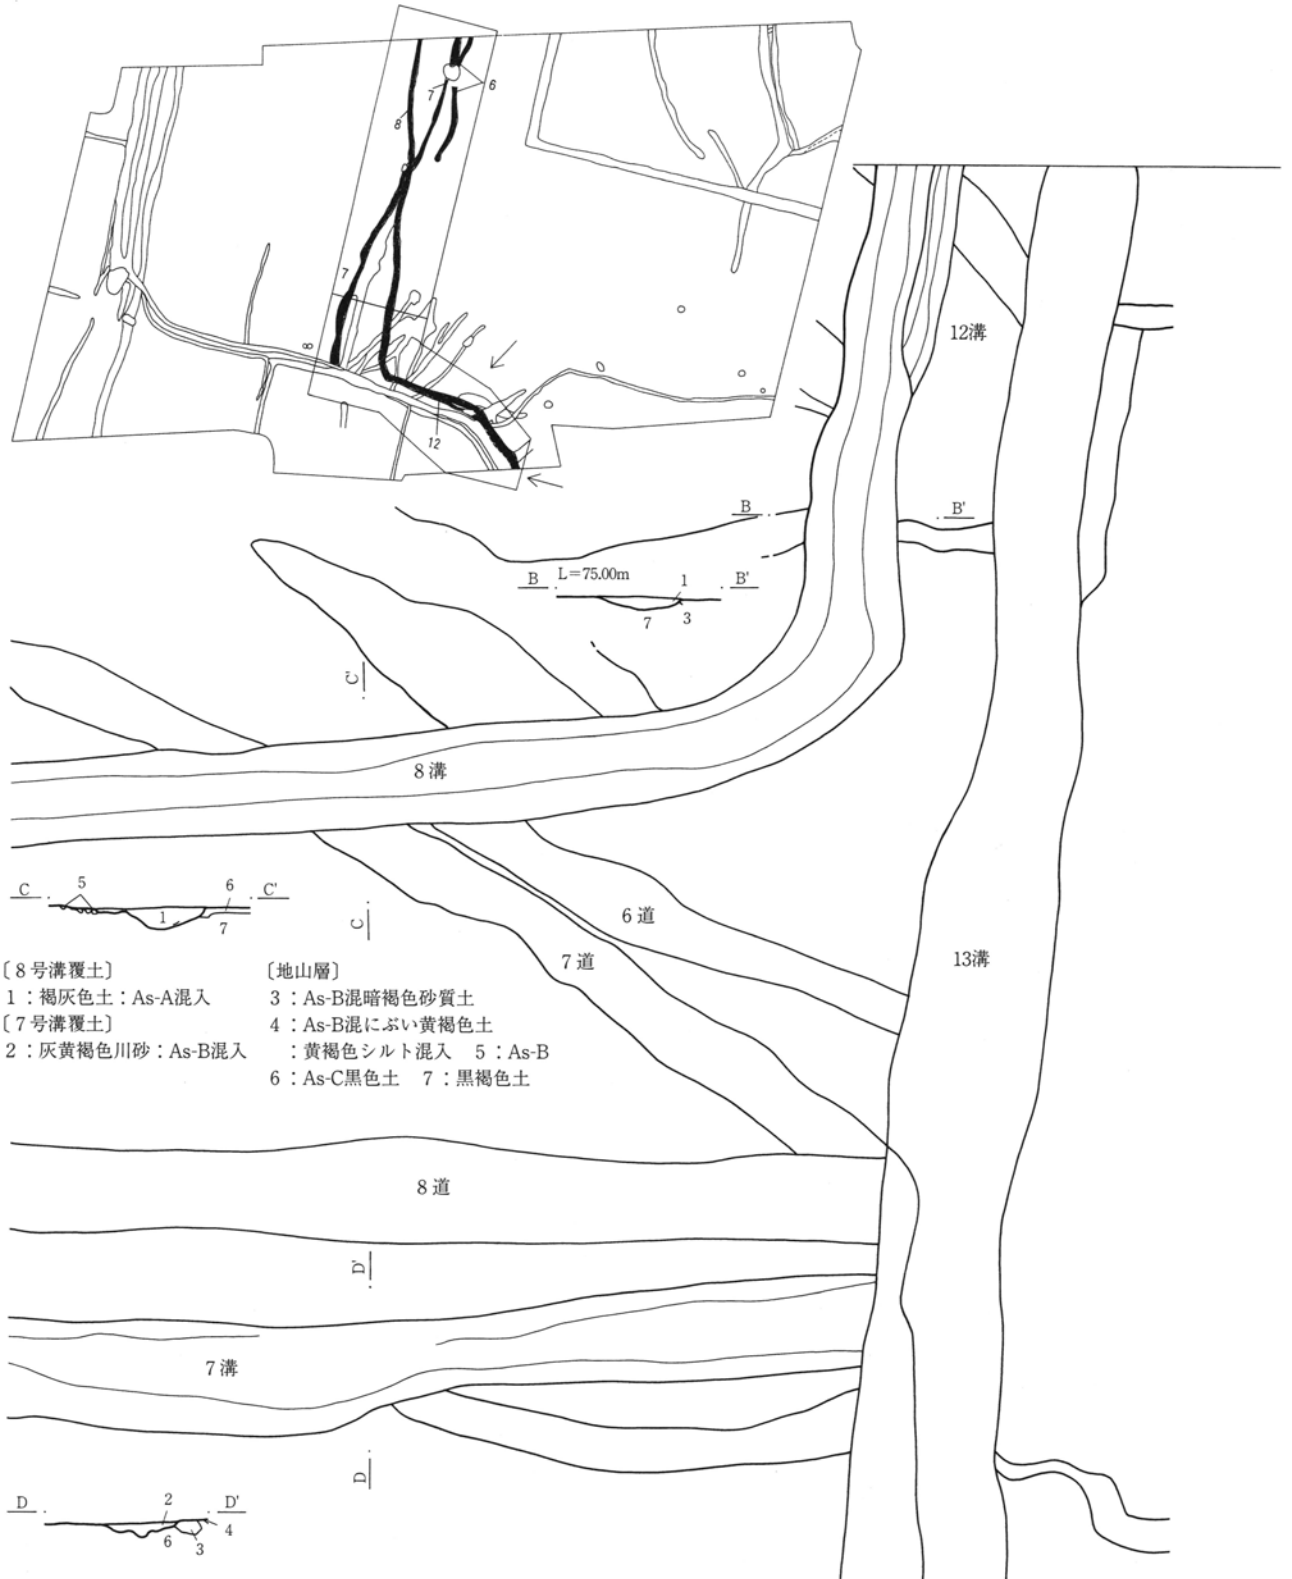 6
7
8
7
8
12
12溝
B
B'
B L=75.00m B'
1
7 3
C'
8溝
C
5
6
C'
1
7
C
6道
7道
13溝
〔8号溝覆土〕
1：褐灰色土：As-A混入
〔7号溝覆土〕
2：灰黄褐色川砂：As-B混入
〔地山層〕
3：As-B混暗褐色砂質土
4：As-B混にぶい黄褐色土
：黄褐色シルト混入 5：As-B
6：As-C黒色土 7：黒褐色土
8道
D'
7溝
D
D
2
D'
4
6
3